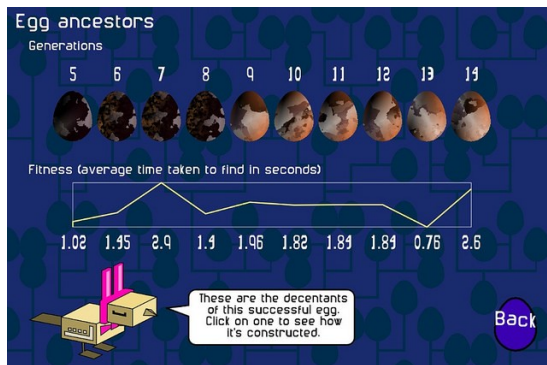 Egg ancestors
Generations
5 6 7 8 9 10 11 12 13 14
Fitness (average time taken to find in seconds)
1.02 1.45 2.9 1.4 1.96 1.82 1.84 1.84 0.76 2.6
These are the decentants
of this successful egg.
Click on one to see how
it's constructed.
Back